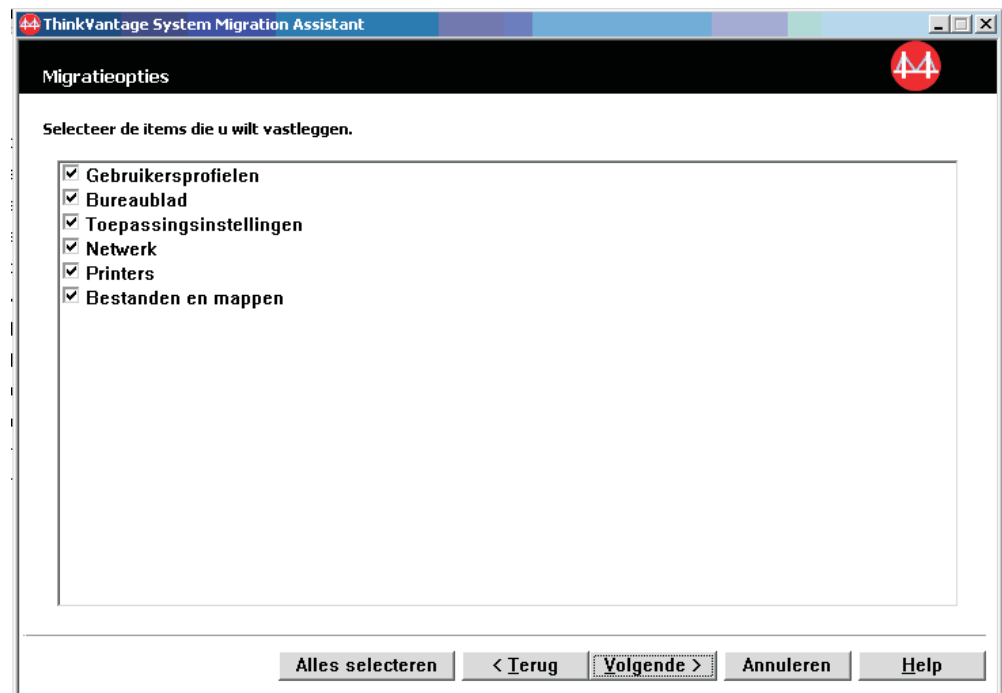 ThinkVantage System Migration Assistant
Migratieopties
Selecteer de items die u wilt vastleggen.
Gebruikersprofielen
Bureaublad
Toepassingsinstellingen
Netwerk
Printers
Bestanden en mappen
Alles selecteren < Terug Volgende > Annuleren Help